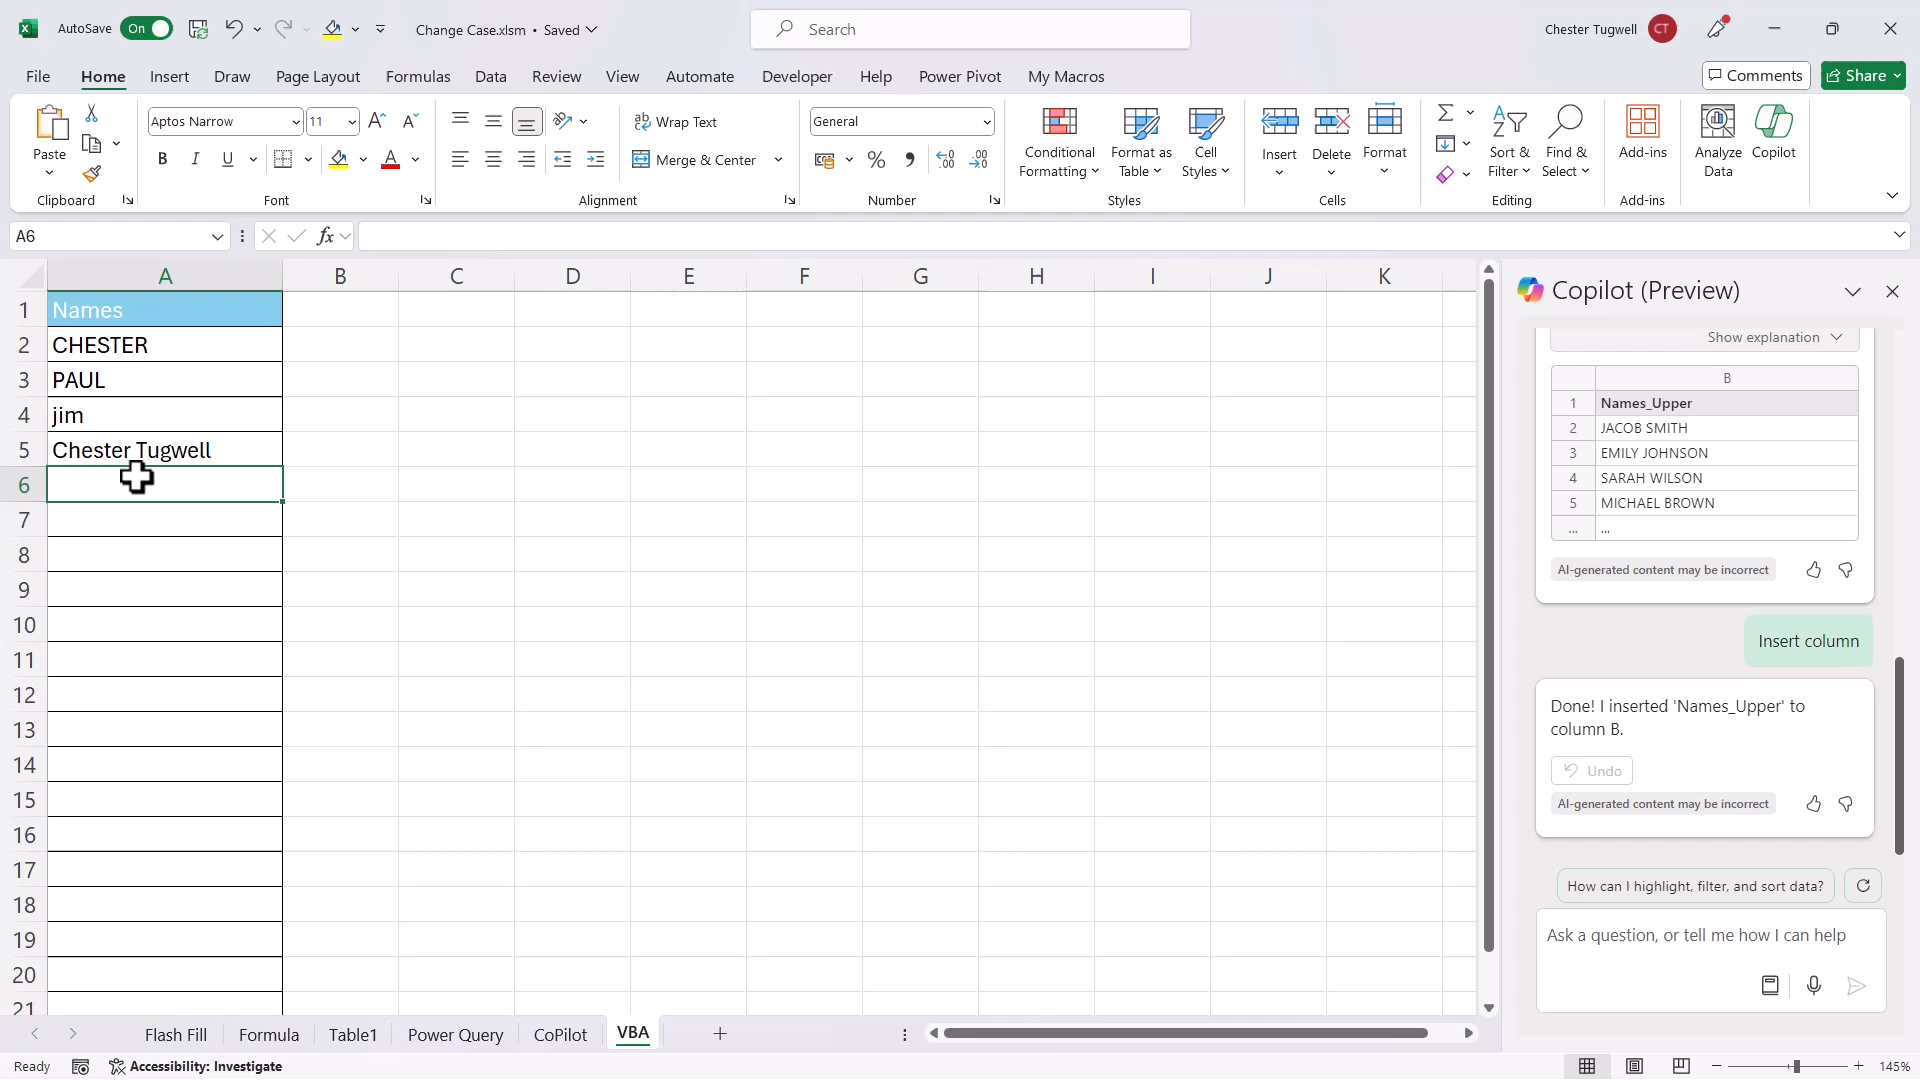 AutoSave On Change Case.xlsm • Saved Search Chester Tugwell CT
File Home Insert Draw Page Layout Formulas Data Review View Automate Developer Help Power Pivot My Macros Comments Share
Paste
Clipboard
Aptos Narrow 11 A A
B I U A
Font
ab Wrap Text
Merge & Center
Alignment
General
% 9 .00 .00
Number
Conditional
Formatting
Format as
Table
Cell
Styles
Styles
Insert Delete Format
Cells
Sort &
Filter
Find &
Select
Editing
Add-ins
Add-ins
Analyze
Data
Copilot
A6 fx
A B C D E F G H I J K
1 Names
2 CHESTER
3 PAUL
4 jim
5 Chester Tugwell
6
7
8
9
10
11
12
13
14
15
16
17
18
19
20
21
Copilot (Preview)
Show explanation
B
1 Names_Upper
2 JACOB SMITH
3 EMILY JOHNSON
4 SARAH WILSON
5 MICHAEL BROWN
... ...
AI-generated content may be incorrect
Insert column
Done! I inserted 'Names_Upper' to
column B.
Undo
AI-generated content may be incorrect
How can I highlight, filter, and sort data?
Ask a question, or tell me how I can help
Flash Fill Formula Table1 Power Query CoPilot VBA
Ready Accessibility: Investigate 145%